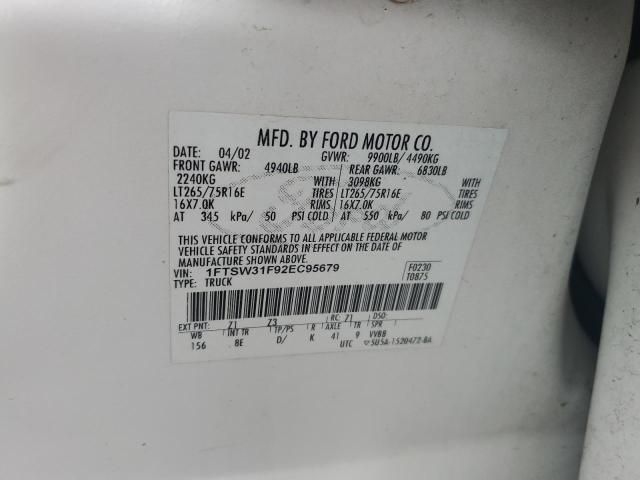 MFD. BY FORD MOTOR CO.
DATE: 04/02 GVWR: 9900LB/ 4490KG
FRONT GAWR: 4940LB REAR GAWR: 6830LB
2240KG WITH 3098KG WITH
LT265/75R16E TIRES LT265/75R16E TIRES
16X7.0K RIMS 16X7.0K RIMS
AT 345 kPa/ 50 PSI COLD AT 550 kPa/ 80 PSI COLD
THIS VEHICLE CONFORMS TO ALL APPLICABLE FEDERAL MOTOR
VEHICLE SAFETY STANDARDS IN EFFECT ON THE DATE OF
MANUFACTURE SHOWN ABOVE.
VIN: 1FTSW31F92EC95679 F0230
TYPE: TRUCK T0875
EXT PNT: Z1 Z3 RC: Z1 DSO:
WB INT TR TP/PS R AXLE TR SPR
156 8E D/ K 41 9 VVBB
UTC 5U5A-1520472-BA